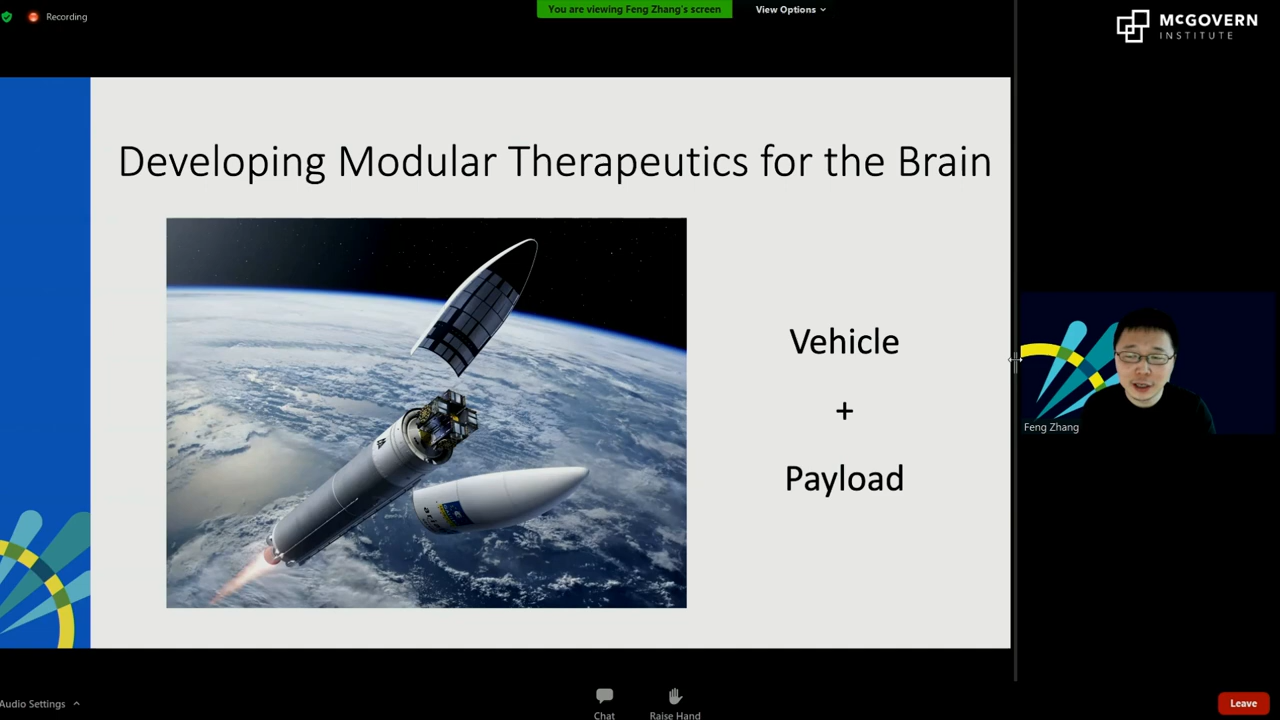 Recording
You are viewing Feng Zhang's screen
View Options
McGOVERN
INSTITUTE
Developing Modular Therapeutics for the Brain
Vehicle
+
Payload
Feng Zhang
Audio Settings
Chat
Raise Hand
Leave